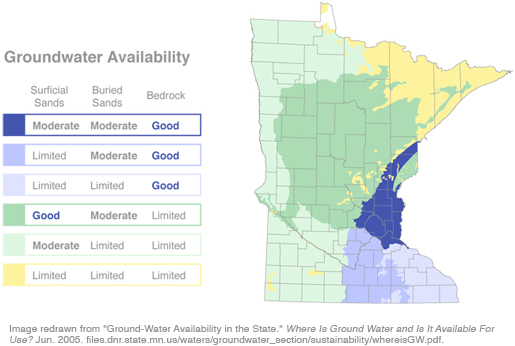 Groundwater Availability
Surficial Buried
Sands Sands Bedrock
Moderate Moderate Good
Limited Moderate Good
Limited Limited Good
Good Moderate Limited
Moderate Limited Limited
Limited Limited Limited
Image redrawn from "Ground-Water Availability in the State." Where Is Ground Water and Is It Available For
Use? Jun. 2005. files.dnr.state.mn.us/waters/groundwater_section/sustainability/whereisGW.pdf.